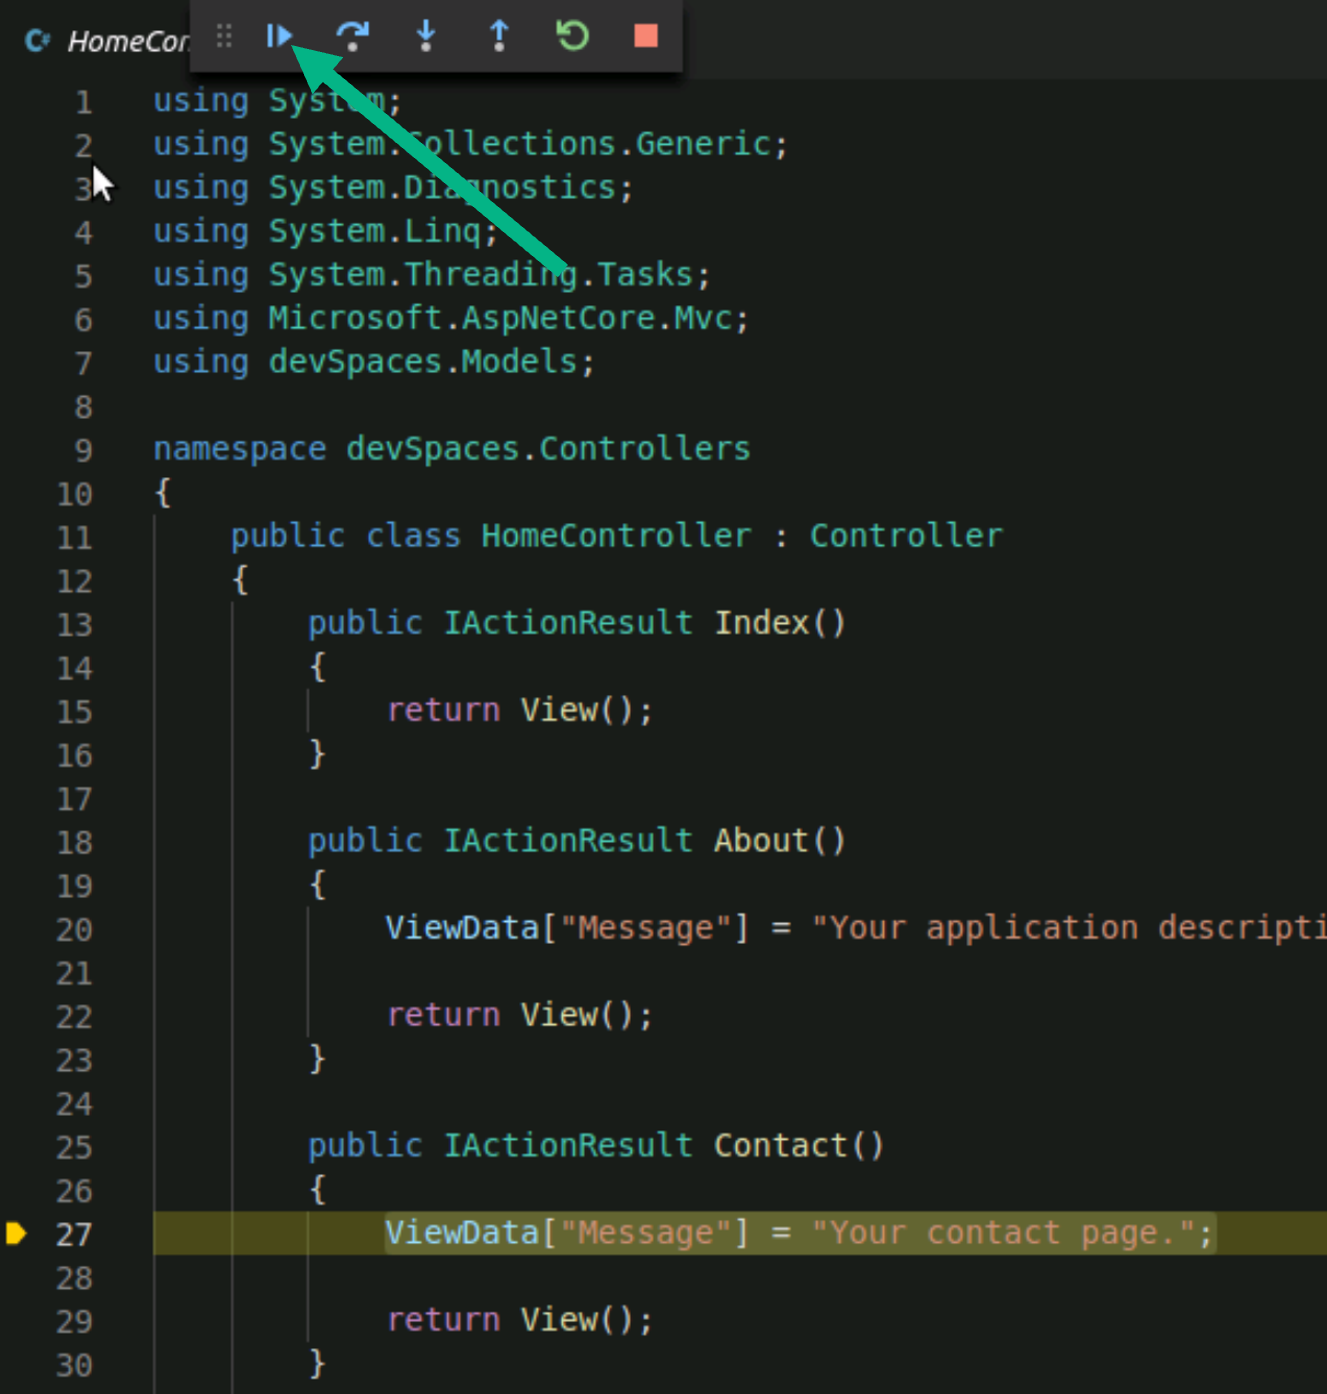 C# HomeCon
1 using System;
2 using System.Collections.Generic;
3 using System.Diagnostics;
4 using System.Linq;
5 using System.Threading.Tasks;
6 using Microsoft.AspNetCore.Mvc;
7 using devSpaces.Models;
8
9 namespace devSpaces.Controllers
10 {
11 public class HomeController : Controller
12 {
13 public IActionResult Index()
14 {
15 return View();
16 }
17
18 public IActionResult About()
19 {
20 ViewData["Message"] = "Your application descripti
21
22 return View();
23 }
24
25 public IActionResult Contact()
26 {
27 ViewData["Message"] = "Your contact page.";
28
29 return View();
30 }